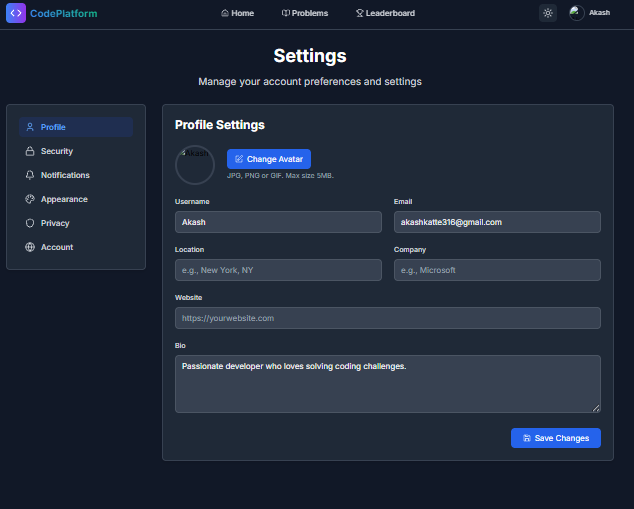 CodePlatform
Home
Problems
Leaderboard
Akash
Settings
Manage your account preferences and settings
Profile
Security
Notifications
Appearance
Privacy
Account
Profile Settings
Akash
Change Avatar
JPG, PNG or GIF. Max size 5MB.
Username
Email
Akash
akashkatte316@gmail.com
Location
Company
e.g., New York, NY
e.g., Microsoft
Website
https://yourwebsite.com
Bio
Passionate developer who loves solving coding challenges.
Save Changes